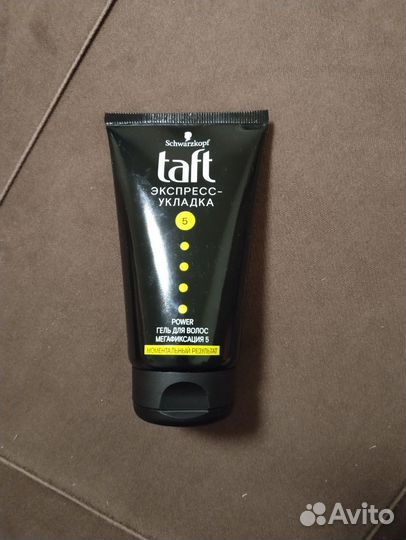 Schwarzkopf
taft
ЭКСПРЕСС-
УКЛАДКА
5
POWER
ГЕЛЬ ДЛЯ ВОЛОС
МЕГАФИКСАЦИЯ 5
МОМЕНТАЛЬНЫЙ РЕЗУЛЬТАТ
Avito